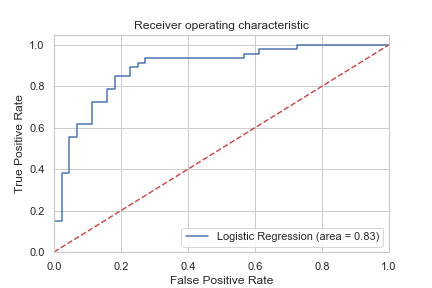 Receiver operating characteristic
True Positive Rate
1.0
0.8
0.6
0.4
0.2
0.0
Logistic Regression (area = 0.83)
0.0 0.2 0.4 0.6 0.8 1.0
False Positive Rate